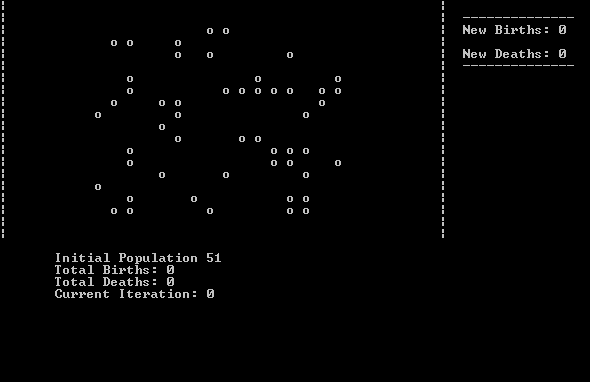 New Births: 0
New Deaths: 0
o o
o o o
o o o
o o o
o o o o o o o o
o o o o
o o o
o
o o o
o o o o
o o o o
o o o
o
o o o o
o o o o o
Initial Population 51
Total Births: 0
Total Deaths: 0
Current Iteration: 0